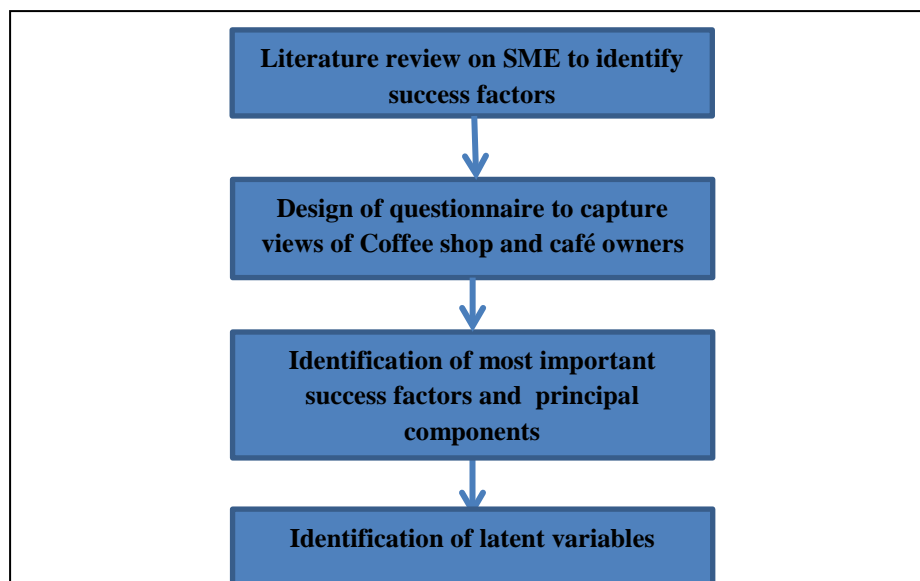 Literature review on SME to identify
success factors
Design of questionnaire to capture
views of Coffee shop and café owners
Identification of most important
success factors and  principal
components
Identification of latent variables